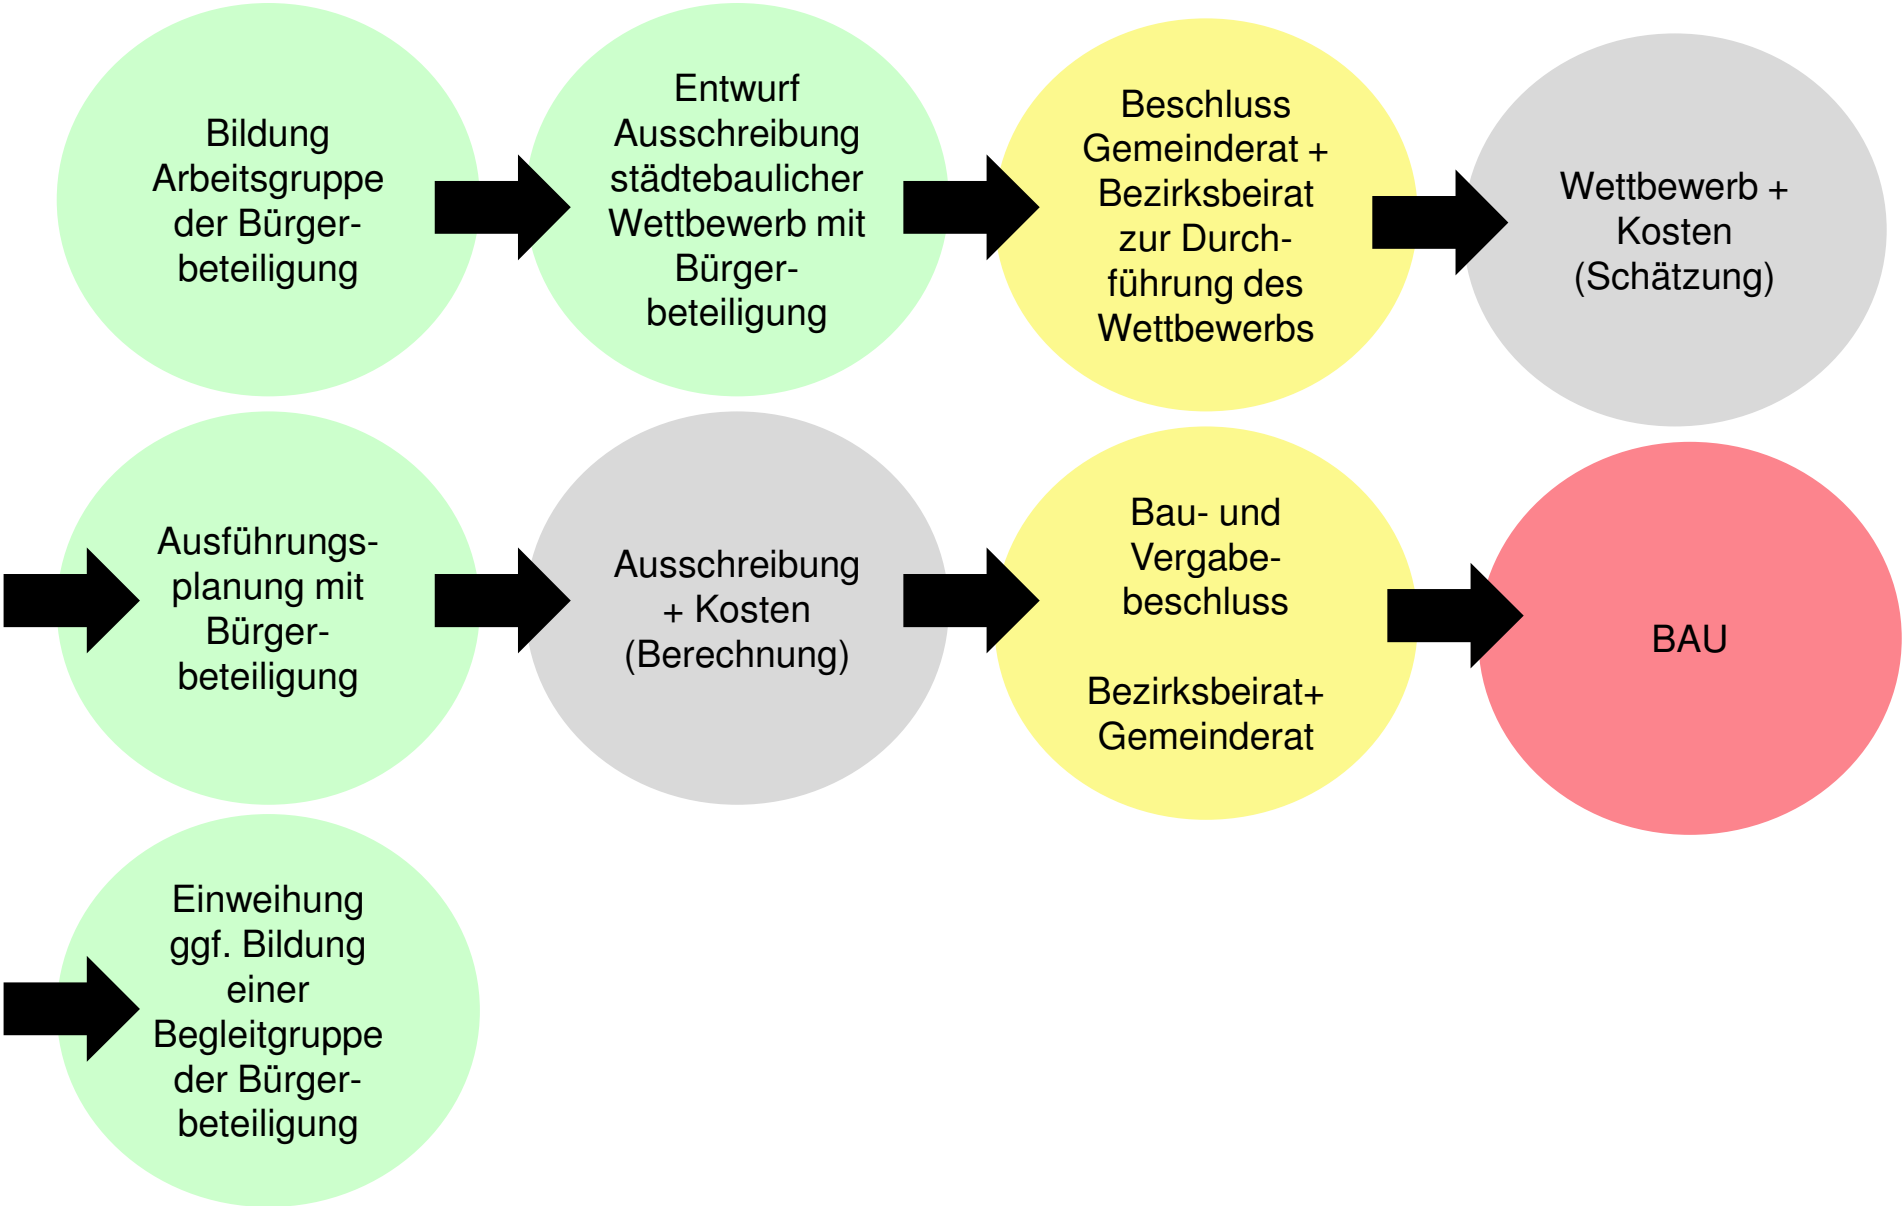 Bildung
Arbeitsgruppe
der Bürger-
beteiligung
Entwurf
Ausschreibung
städtebaulicher
Wettbewerb mit
Bürger-
beteiligung
Beschluss
Gemeinderat +
Bezirksbeirat
zur Durch-
führung des
Wettbewerbs
Wettbewerb +
Kosten
(Schätzung)
Ausführungs-
planung mit
Bürger-
beteiligung
Ausschreibung
+ Kosten
(Berechnung)
Bau- und
Vergabe-
beschluss
Bezirksbeirat+
Gemeinderat
BAU
Einweihung
ggf. Bildung
einer
Begleitgruppe
der Bürger-
beteiligung